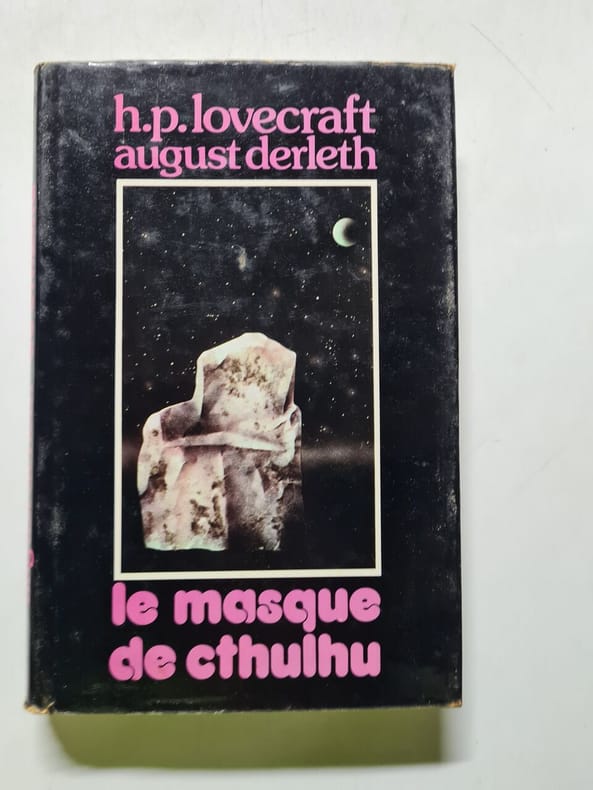 h.p. lovecraft
august derleth
le masque
de cthulhu